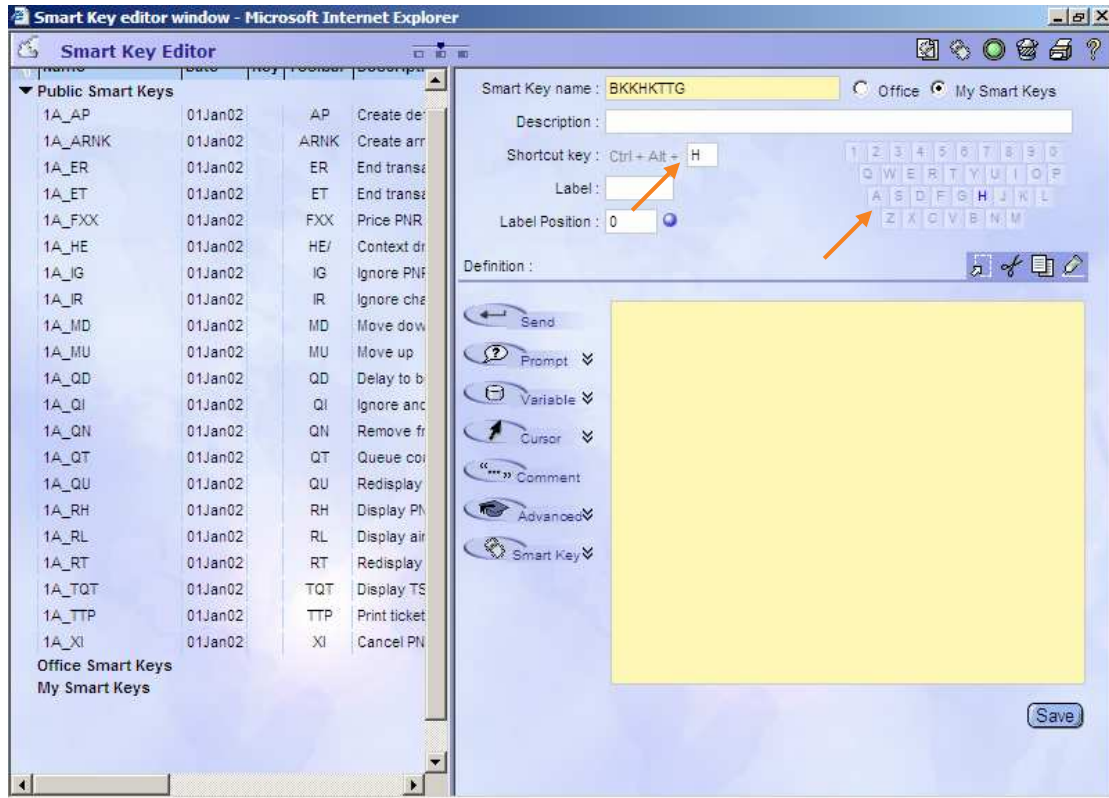 Smart Key editor window - Microsoft Internet Explorer
Smart Key Editor
Public Smart Keys
1A_AP 01Jan02 AP Create de
1A_ARNK 01Jan02 ARNK Create arr
1A_ER 01Jan02 ER End transa
1A_ET 01Jan02 ET End transa
1A_FXX 01Jan02 FXX Price PNR
1A_HE 01Jan02 HE/ Context dr
1A_IG 01Jan02 IG Ignore PNR
1A_IR 01Jan02 IR Ignore cha
1A_MD 01Jan02 MD Move dow
1A_MU 01Jan02 MU Move up
1A_QD 01Jan02 QD Delay to b
1A_QI 01Jan02 QI Ignore and
1A_QN 01Jan02 QN Remove fr
1A_QT 01Jan02 QT Queue cou
1A_QU 01Jan02 QU Redisplay
1A_RH 01Jan02 RH Display PN
1A_RL 01Jan02 RL Display air
1A_RT 01Jan02 RT Redisplay
1A_TQT 01Jan02 TQT Display TS
1A_TTP 01Jan02 TTP Print ticket
1A_XI 01Jan02 XI Cancel PN
Office Smart Keys
My Smart Keys
Smart Key name : BKKHKTTG Office My Smart Keys
Description :
Shortcut key : Ctrl + Alt + H
Label :
Label Position : 0
1 2 3 4 5 6 7 8 9 0
Q W E R T Y U I O P
A S D F G H J K L
Z X C V B N M
Definition :
Send
Prompt
Variable
Cursor
Comment
Advanced
Smart Key
Save